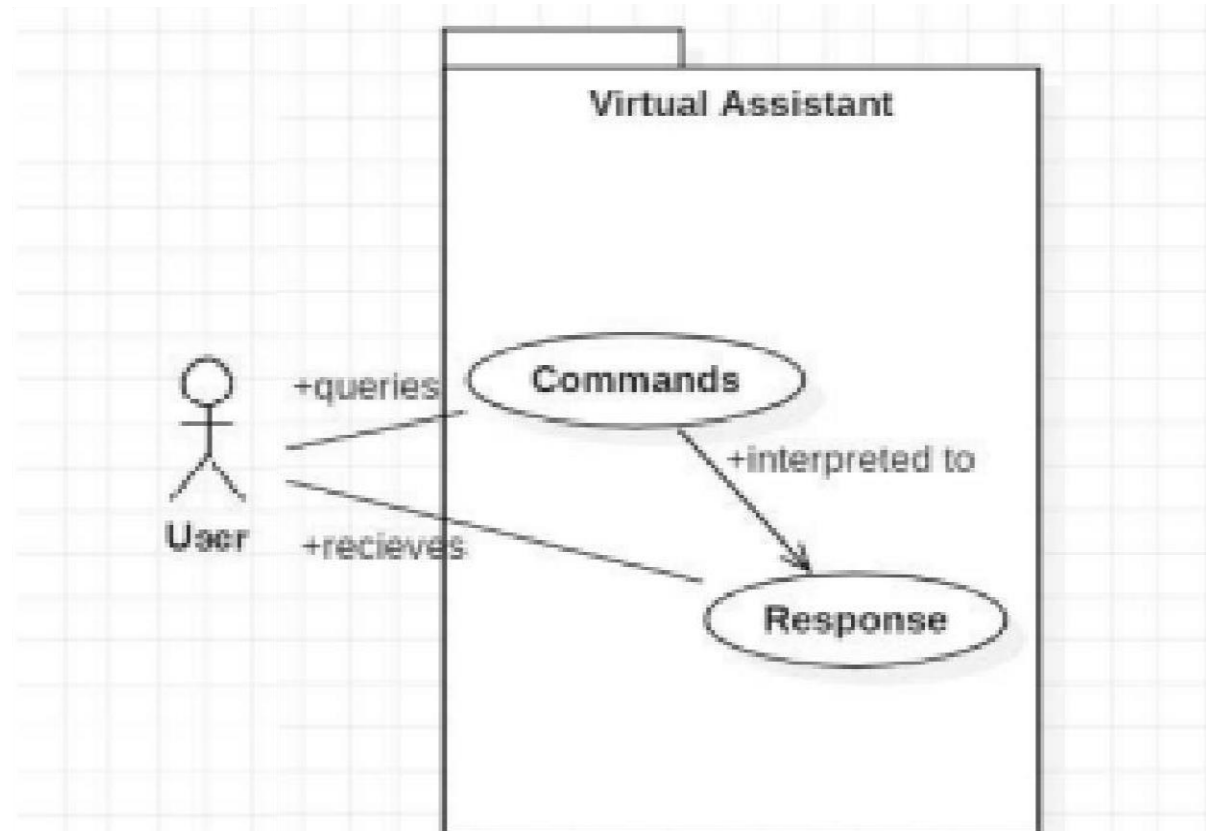 Virtual Assistant
+queries
Commands
+interpreted to
User
+recieves
Response